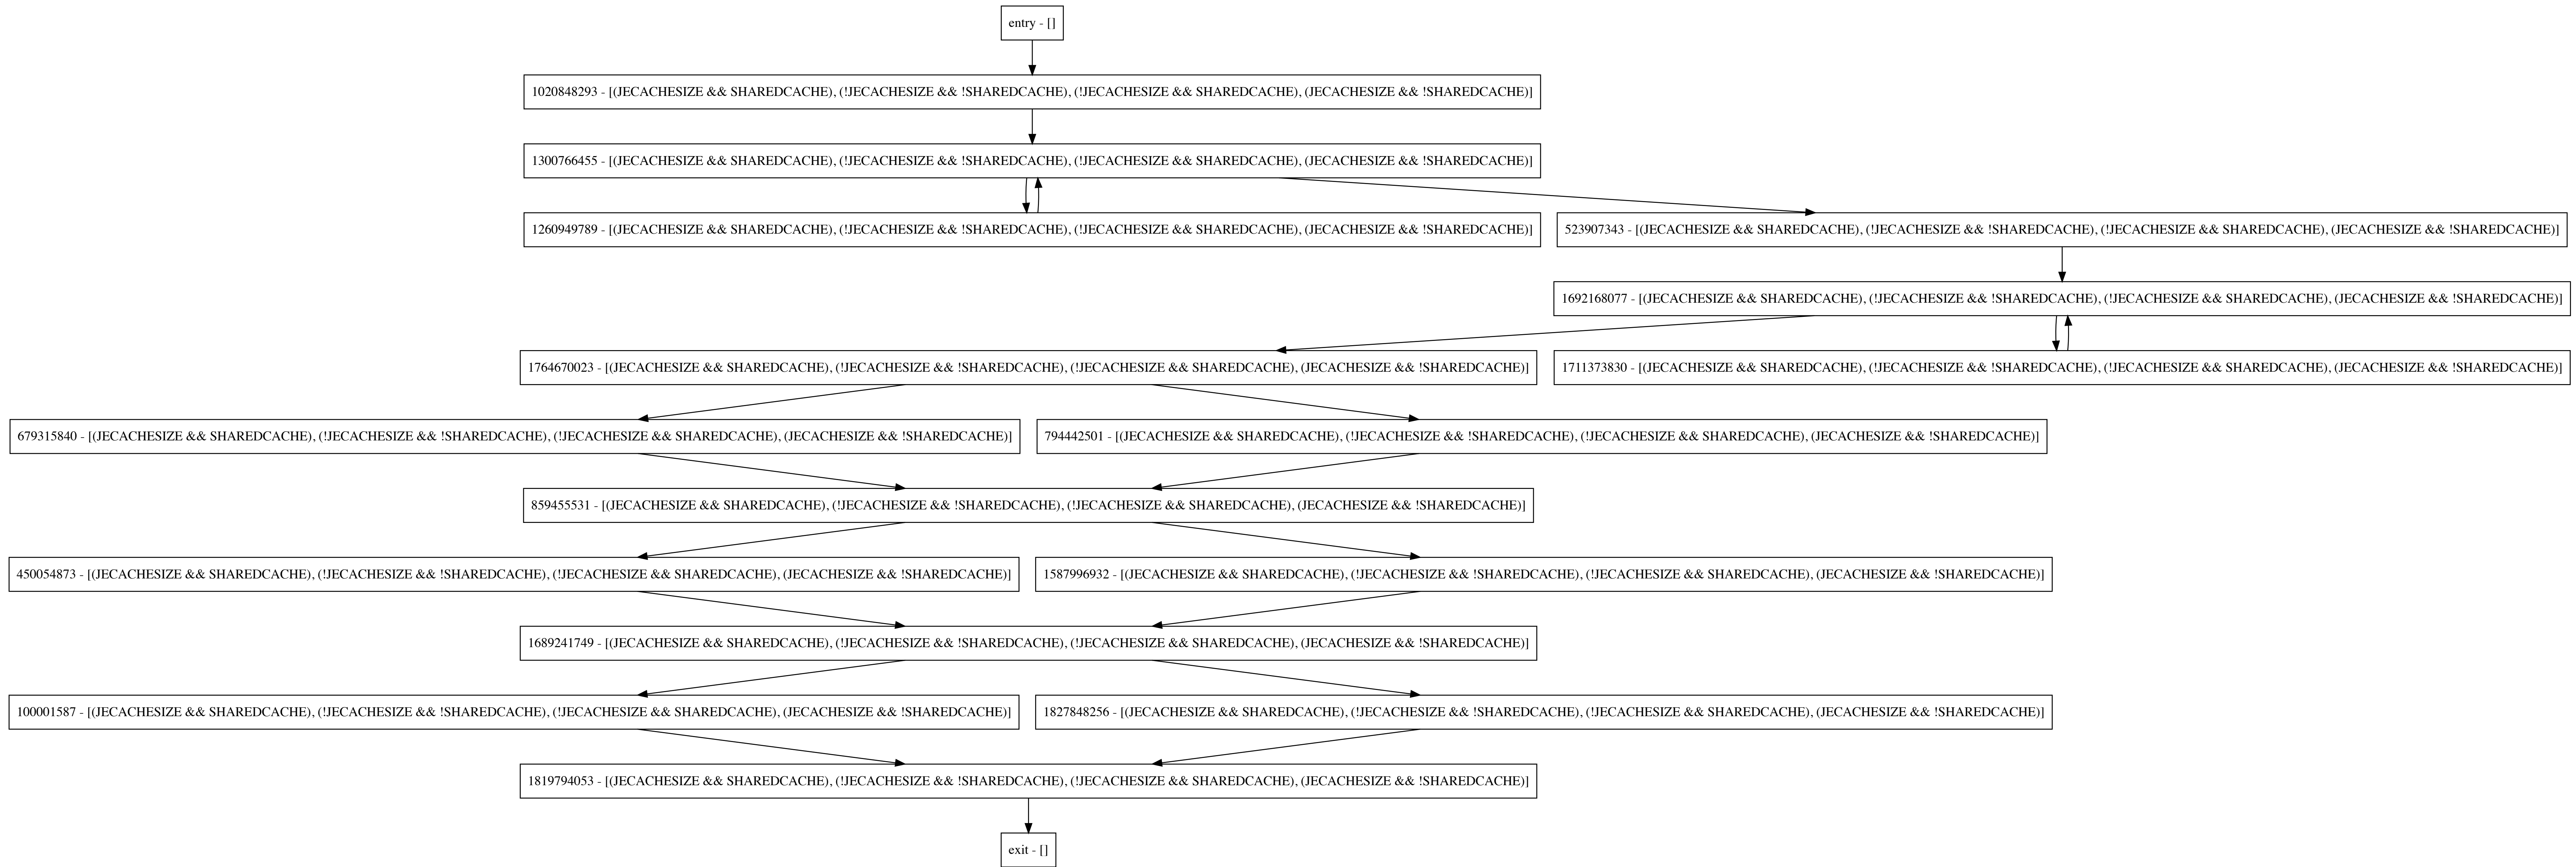 entry - []
1020848293 - [(JECACHESIZE && SHAREDCACHE), (!JECACHESIZE && !SHAREDCACHE), (!JECACHESIZE && SHAREDCACHE), (JECACHESIZE && !SHAREDCACHE)]
1300766455 - [(JECACHESIZE && SHAREDCACHE), (!JECACHESIZE && !SHAREDCACHE), (!JECACHESIZE && SHAREDCACHE), (JECACHESIZE && !SHAREDCACHE)]
1260949789 - [(JECACHESIZE && SHAREDCACHE), (!JECACHESIZE && !SHAREDCACHE), (!JECACHESIZE && SHAREDCACHE), (JECACHESIZE && !SHAREDCACHE)]
523907343 - [(JECACHESIZE && SHAREDCACHE), (!JECACHESIZE && !SHAREDCACHE), (!JECACHESIZE && SHAREDCACHE), (JECACHESIZE && !SHAREDCACHE)]
1692168077 - [(JECACHESIZE && SHAREDCACHE), (!JECACHESIZE && !SHAREDCACHE), (!JECACHESIZE && SHAREDCACHE), (JECACHESIZE && !SHAREDCACHE)]
1764670023 - [(JECACHESIZE && SHAREDCACHE), (!JECACHESIZE && !SHAREDCACHE), (!JECACHESIZE && SHAREDCACHE), (JECACHESIZE && !SHAREDCACHE)]
1711373830 - [(JECACHESIZE && SHAREDCACHE), (!JECACHESIZE && !SHAREDCACHE), (!JECACHESIZE && SHAREDCACHE), (JECACHESIZE && !SHAREDCACHE)]
679315840 - [(JECACHESIZE && SHAREDCACHE), (!JECACHESIZE && !SHAREDCACHE), (!JECACHESIZE && SHAREDCACHE), (JECACHESIZE && !SHAREDCACHE)]
794442501 - [(JECACHESIZE && SHAREDCACHE), (!JECACHESIZE && !SHAREDCACHE), (!JECACHESIZE && SHAREDCACHE), (JECACHESIZE && !SHAREDCACHE)]
859455531 - [(JECACHESIZE && SHAREDCACHE), (!JECACHESIZE && !SHAREDCACHE), (!JECACHESIZE && SHAREDCACHE), (JECACHESIZE && !SHAREDCACHE)]
450054873 - [(JECACHESIZE && SHAREDCACHE), (!JECACHESIZE && !SHAREDCACHE), (!JECACHESIZE && SHAREDCACHE), (JECACHESIZE && !SHAREDCACHE)]
1587996932 - [(JECACHESIZE && SHAREDCACHE), (!JECACHESIZE && !SHAREDCACHE), (!JECACHESIZE && SHAREDCACHE), (JECACHESIZE && !SHAREDCACHE)]
1689241749 - [(JECACHESIZE && SHAREDCACHE), (!JECACHESIZE && !SHAREDCACHE), (!JECACHESIZE && SHAREDCACHE), (JECACHESIZE && !SHAREDCACHE)]
100001587 - [(JECACHESIZE && SHAREDCACHE), (!JECACHESIZE && !SHAREDCACHE), (!JECACHESIZE && SHAREDCACHE), (JECACHESIZE && !SHAREDCACHE)]
1827848256 - [(JECACHESIZE && SHAREDCACHE), (!JECACHESIZE && !SHAREDCACHE), (!JECACHESIZE && SHAREDCACHE), (JECACHESIZE && !SHAREDCACHE)]
1819794053 - [(JECACHESIZE && SHAREDCACHE), (!JECACHESIZE && !SHAREDCACHE), (!JECACHESIZE && SHAREDCACHE), (JECACHESIZE && !SHAREDCACHE)]
exit - []